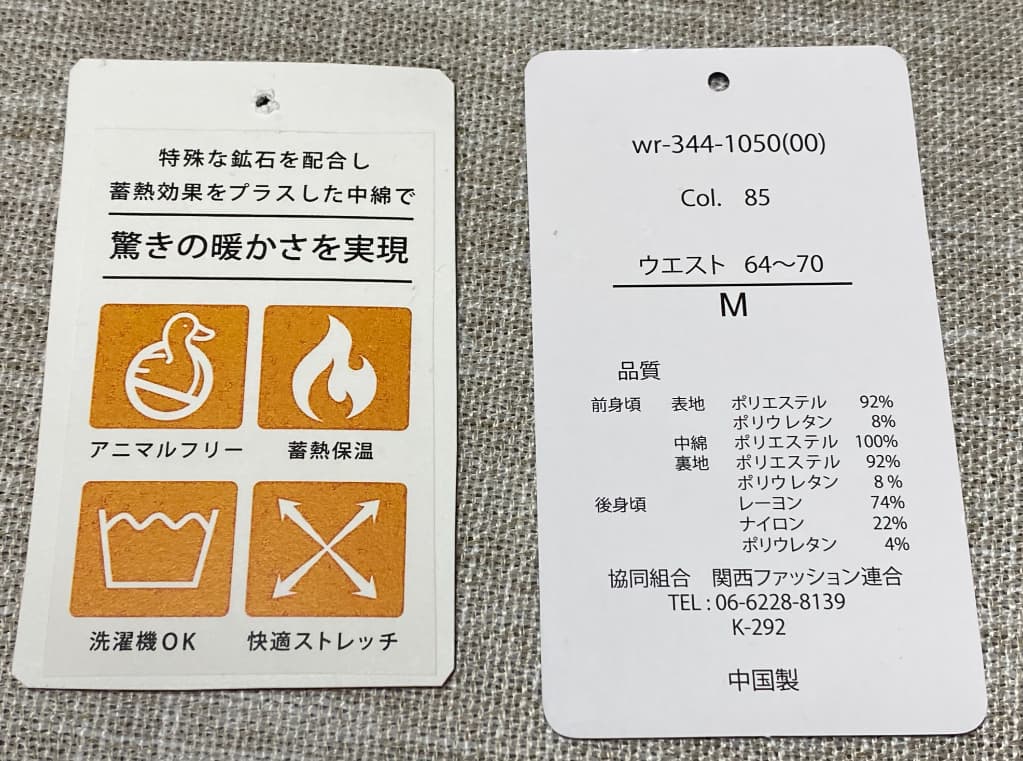 特殊な鉱石を配合し
蓄熱効果をプラスした中綿で
驚きの暖かさを実現
アニマルフリー
蓄熱保温
洗濯機OK
快適ストレッチ
wr-344-1050(00)
Col. 85
ウエスト 64〜70
M
品質
前身頃 表地 ポリエステル 92%
ポリウレタン 8%
中綿 ポリエステル 100%
裏地 ポリエステル 92%
ポリウレタン 8%
後身頃 レーヨン 74%
ナイロン 22%
ポリウレタン 4%
協同組合 関西ファッション連合
TEL : 06-6228-8139
K-292
中国製